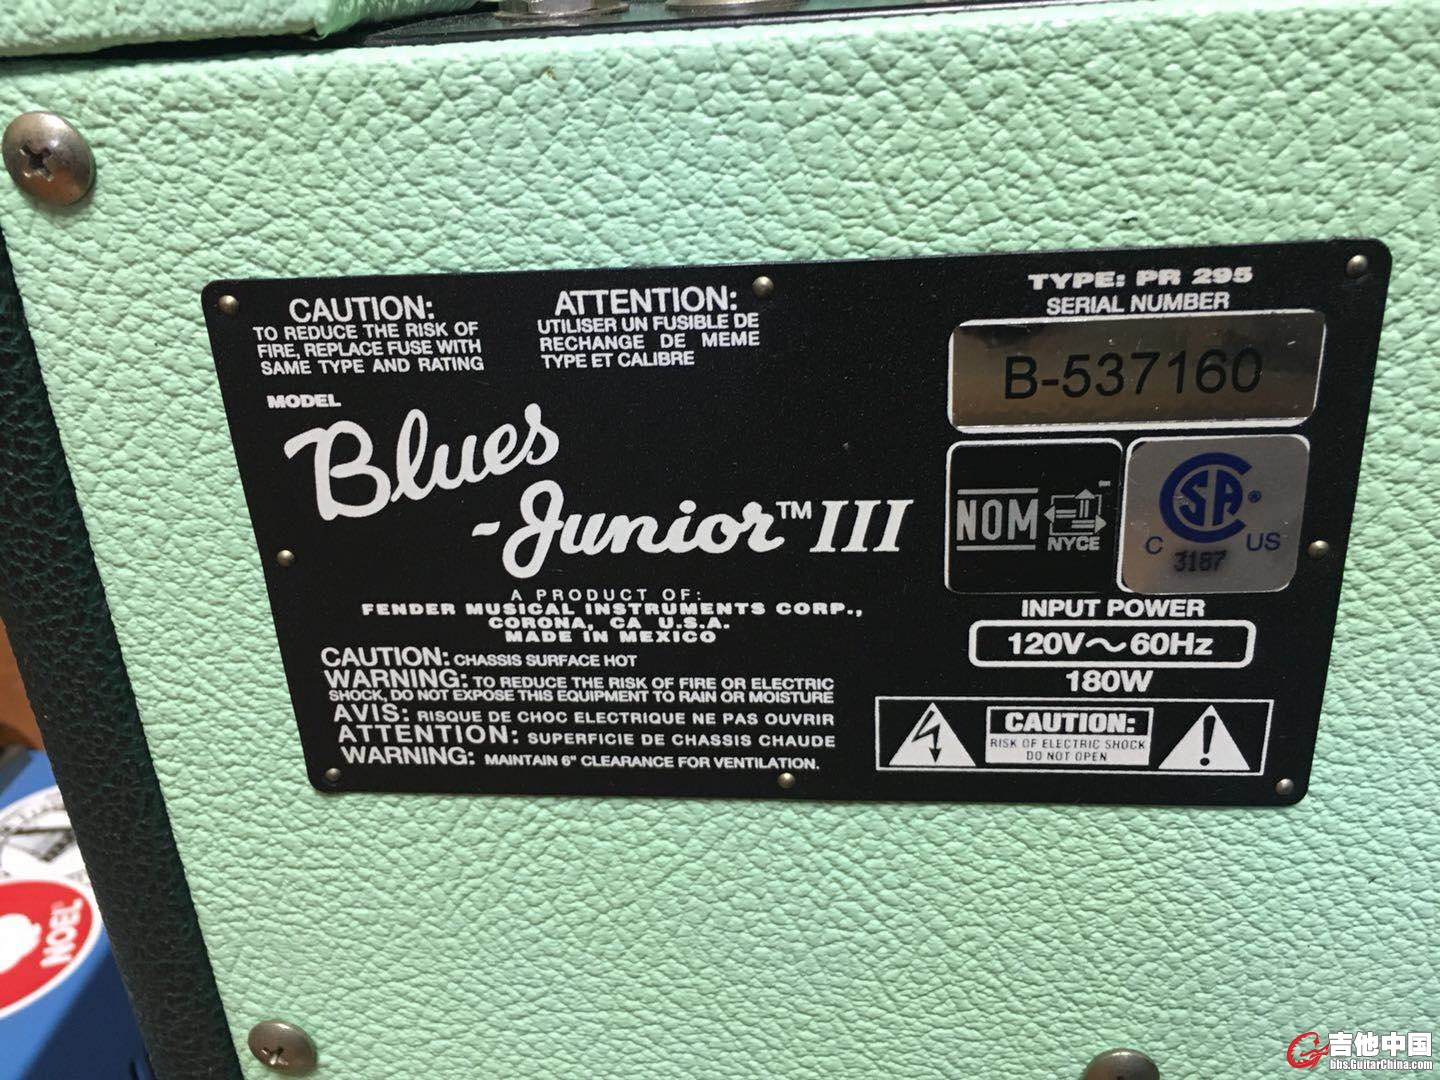 CAUTION:
TO REDUCE THE RISK OF
FIRE, REPLACE FUSE WITH
SAME TYPE AND RATING
ATTENTION:
UTILISER UN FUSIBLE DE
RECHANGE DE MEME
TYPE ET CALIBRE
TYPE: PR 295
SERIAL NUMBER
B-537160
MODEL
Blues
Junior™ III
NOM
NYCE
CSA®
C US
3187
A PRODUCT OF:
FENDER MUSICAL INSTRUMENTS CORP.,
CORONA, CA U.S.A.
MADE IN MEXICO
INPUT POWER
120V~60Hz
180W
CAUTION: CHASSIS SURFACE HOT
WARNING: TO REDUCE THE RISK OF FIRE OR ELECTRIC
SHOCK, DO NOT EXPOSE THIS EQUIPMENT TO RAIN OR MOISTURE
AVIS: RISQUE DE CHOC ELECTRIQUE NE PAS OUVRIR
ATTENTION: SUPERFICIE DE CHASSIS CHAUDE
WARNING: MAINTAIN 6" CLEARANCE FOR VENTILATION.
CAUTION:
RISK OF ELECTRIC SHOCK
DO NOT OPEN
NOEL
吉他中国
bbs.GuitarChina.com